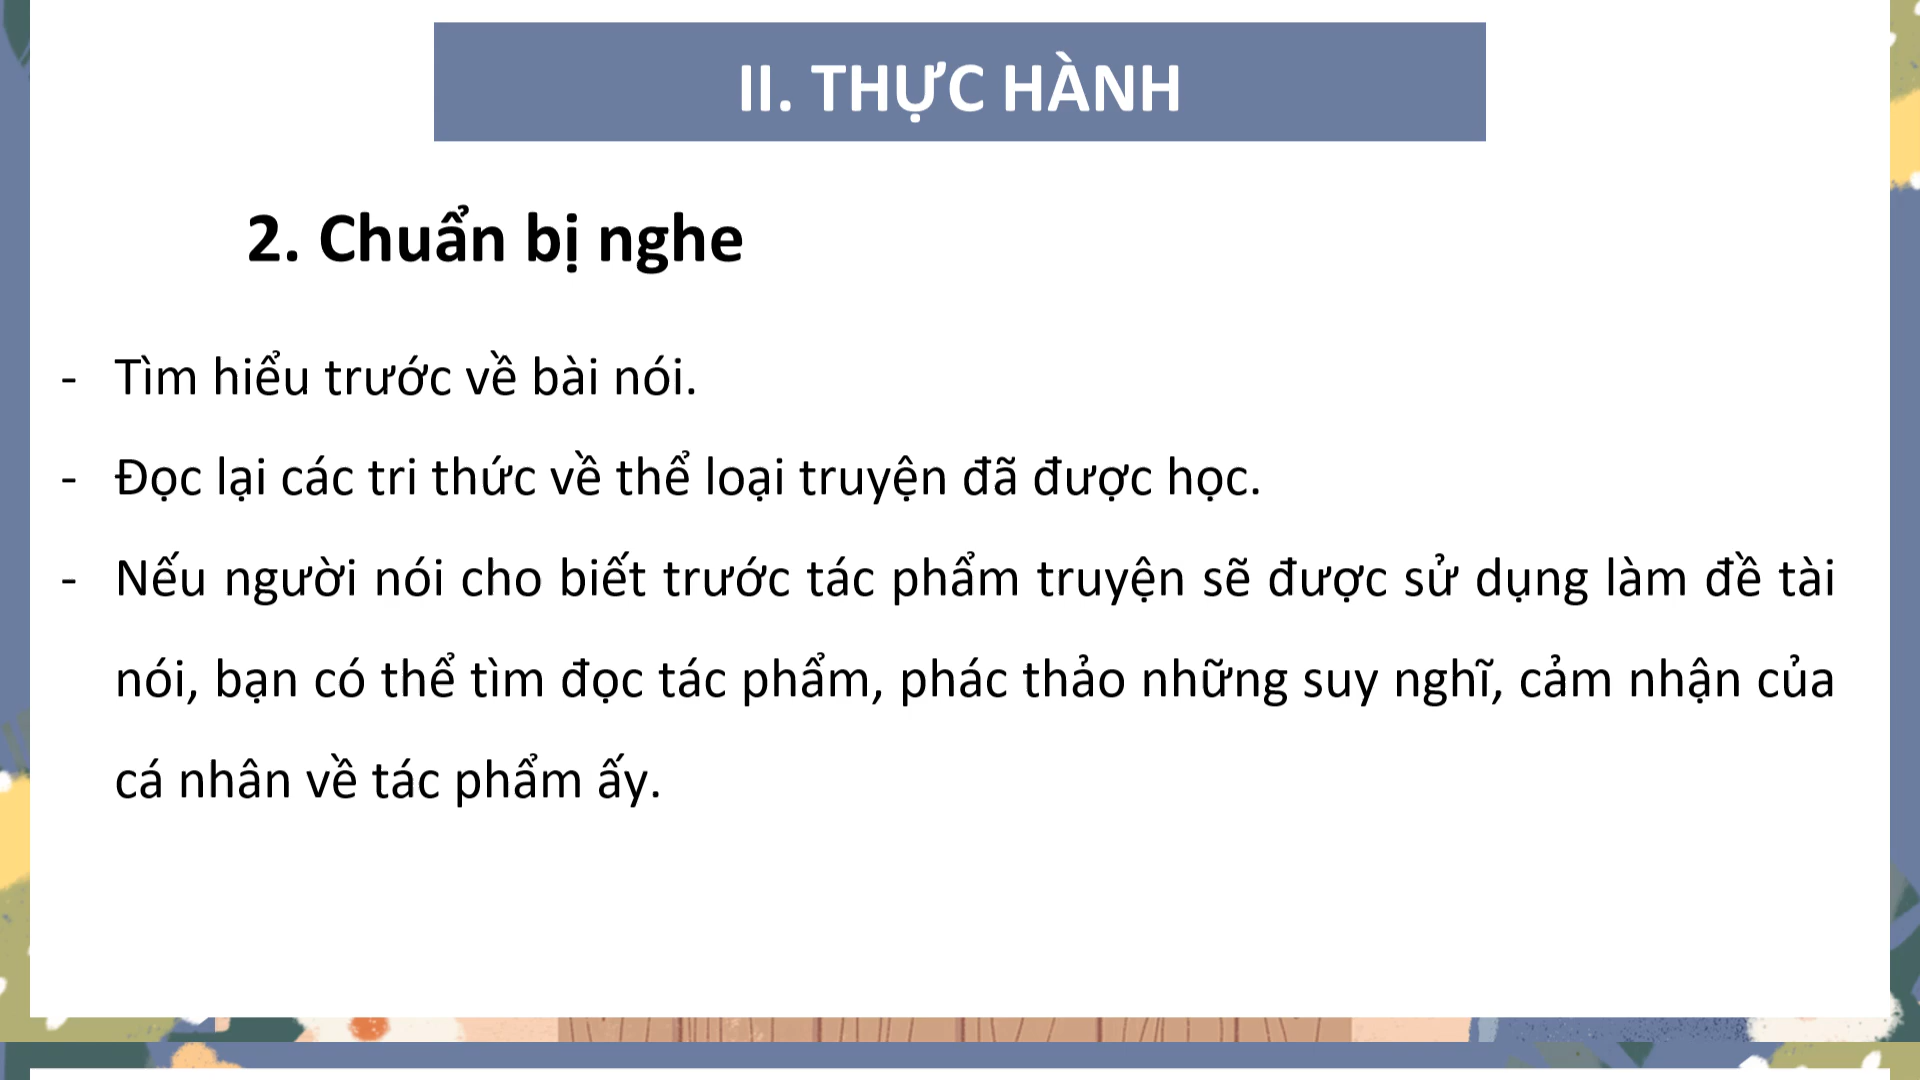 II. THỰC HÀNH
2. Chuẩn bị nghe
- Tìm hiểu trước về bài nói.
- Đọc lại các tri thức về thể loại truyện đã được học.
- Nếu người nói cho biết trước tác phẩm truyện sẽ được sử dụng làm đề tài
nói, bạn có thể tìm đọc tác phẩm, phác thảo những suy nghĩ, cảm nhận của
cá nhân về tác phẩm ấy.